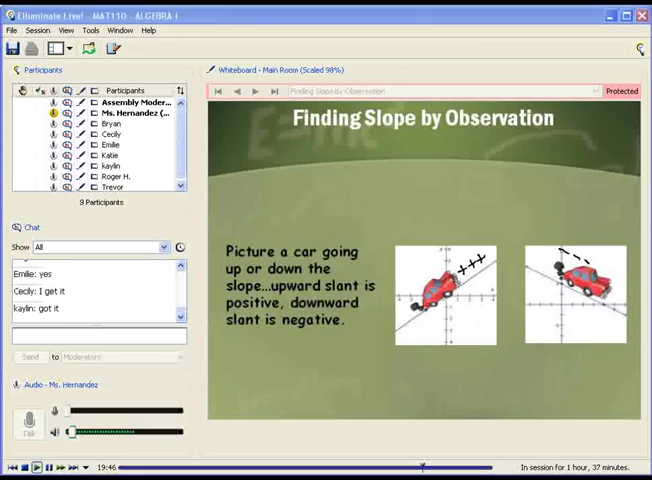 Elluminate Live! - MAT110 - ALGEBRA I
File Session View Tools Window Help
Participants
Participants
Assembly Moder...
Ms. Hernandez (...
Bryan
Cecily
Emilie
Katie
kaylin
Roger H.
Trevor
9 Participants
Chat
Show All
Emilie: yes
Cecily: I get it
kaylin: got it
Send to Moderators
Audio - Ms. Hernandez
Talk
Whiteboard - Main Room (Scaled 98%)
Finding Slope by Observation Protected
Finding Slope by Observation
Picture a car going
up or down the
slope...upward slant is
positive, downward
slant is negative.
19:46
In session for 1 hour, 37 minutes.